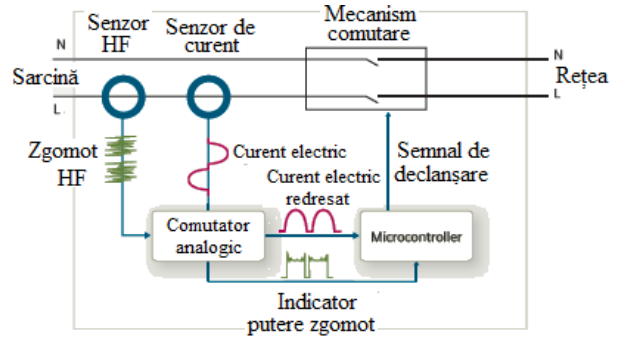 Senzor
HF
Senzor de
curent
Mecanism
comutare
N
N
Sarcină
Rețea
L.
L
Zgomot
HF
Curent electric
Curent electric
redresat
Semnal de
declanșare
Comutator
analogic
Microcontroller
Indicator
putere zgomot